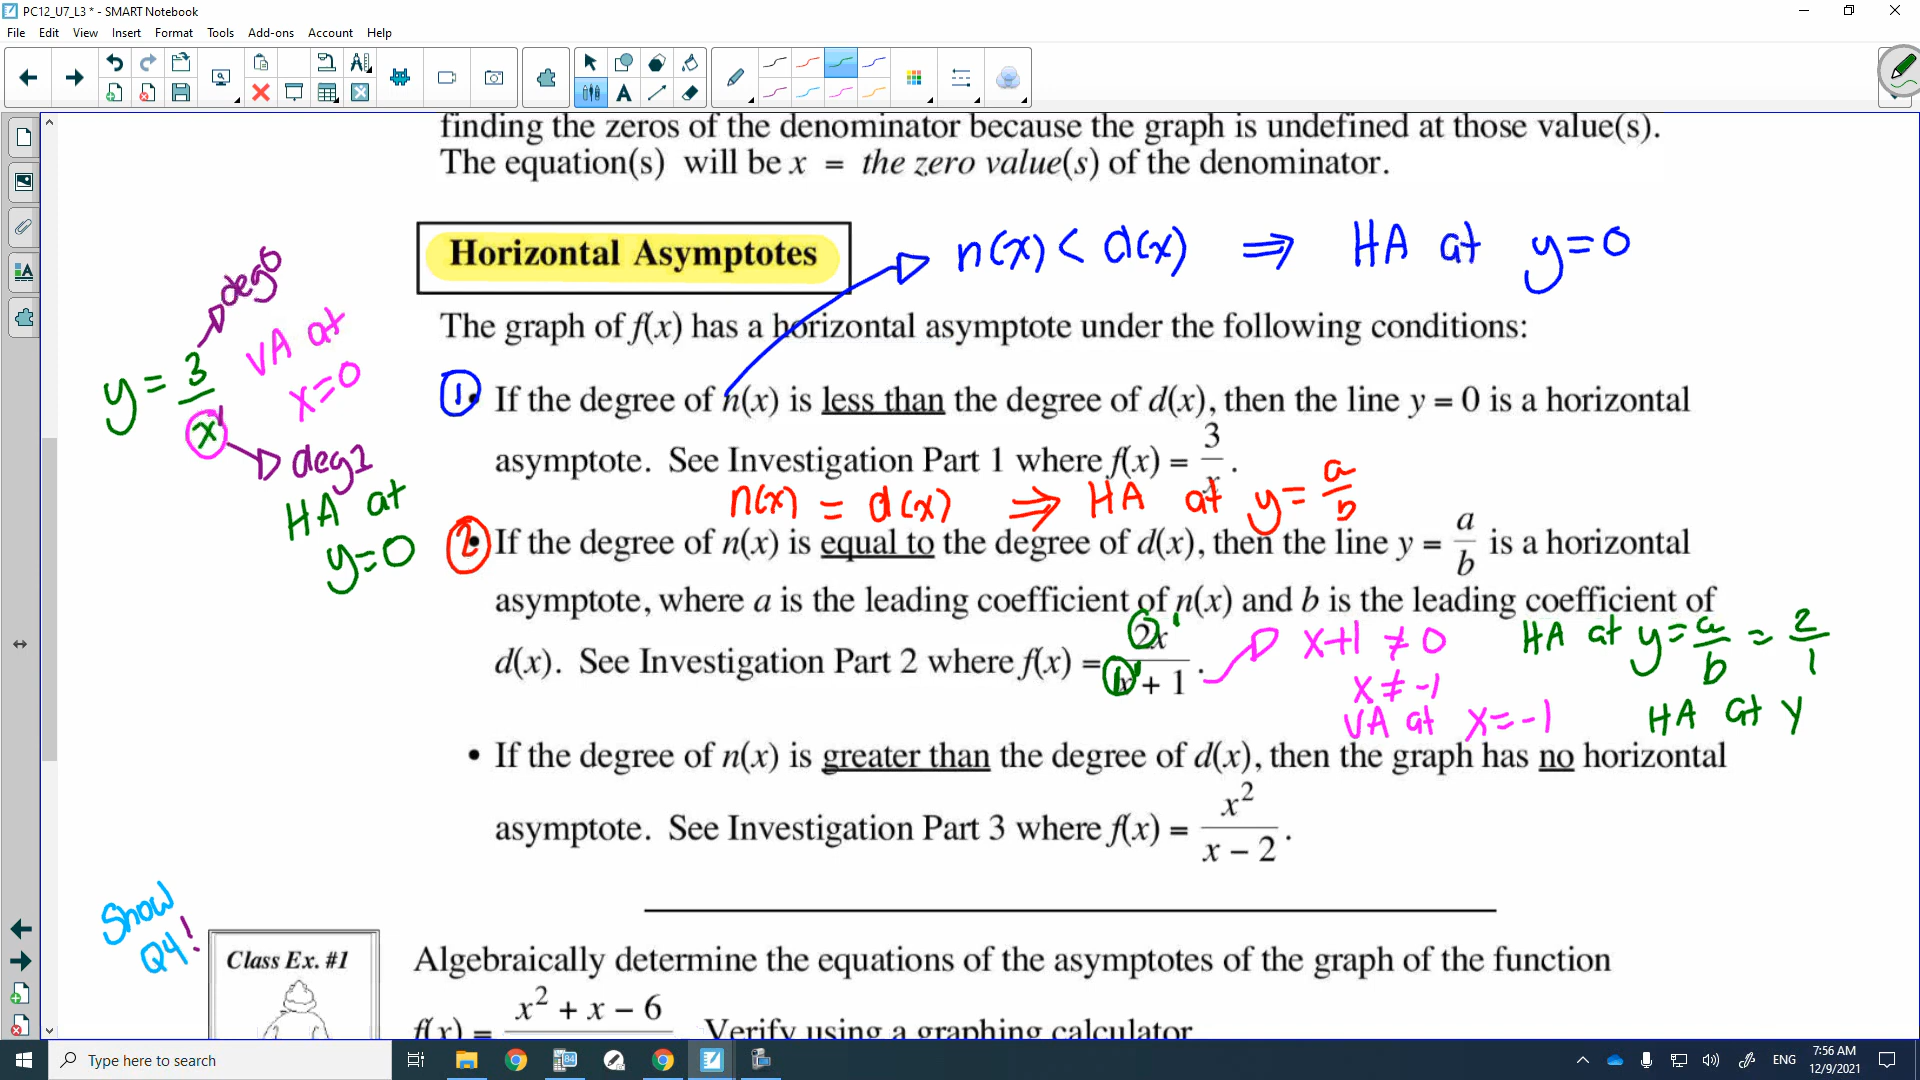 PC12_U7_L3 * - SMART Notebook
File Edit View Insert Format Tools Add-ons Account Help
finding the zeros of the denominator because the graph is undefined at those value(s).
The equation(s) will be x = the zero value(s) of the denominator.
Horizontal Asymptotes
n(x) < d(x) ⇒ HA at y=0
The graph of f(x) has a horizontal asymptote under the following conditions:
deg 0
VA at
x=0
y = 3/x¹
deg 1
HA at
y=0
① • If the degree of n(x) is less than the degree of d(x), then the line y = 0 is a horizontal
asymptote. See Investigation Part 1 where f(x) = 3/x.
n(x) = d(x) ⇒ HA at y = a/b
② • If the degree of n(x) is equal to the degree of d(x), then the line y = a/b is a horizontal
asymptote, where a is the leading coefficient of n(x) and b is the leading coefficient of
d(x). See Investigation Part 2 where f(x) = 2x¹/(x¹ + 1).
x+1 ≠ 0
x ≠ -1
VA at x=-1
HA at y = a/b = 2/1
HA at y
• If the degree of n(x) is greater than the degree of d(x), then the graph has no horizontal
asymptote. See Investigation Part 3 where f(x) = x²/(x – 2).
Show
Q4!
Class Ex. #1
Algebraically determine the equations of the asymptotes of the graph of the function
f(x) = x² + x – 6 Verify using a graphing calculator
Type here to search
84
ENG
7:56 AM
12/9/2021